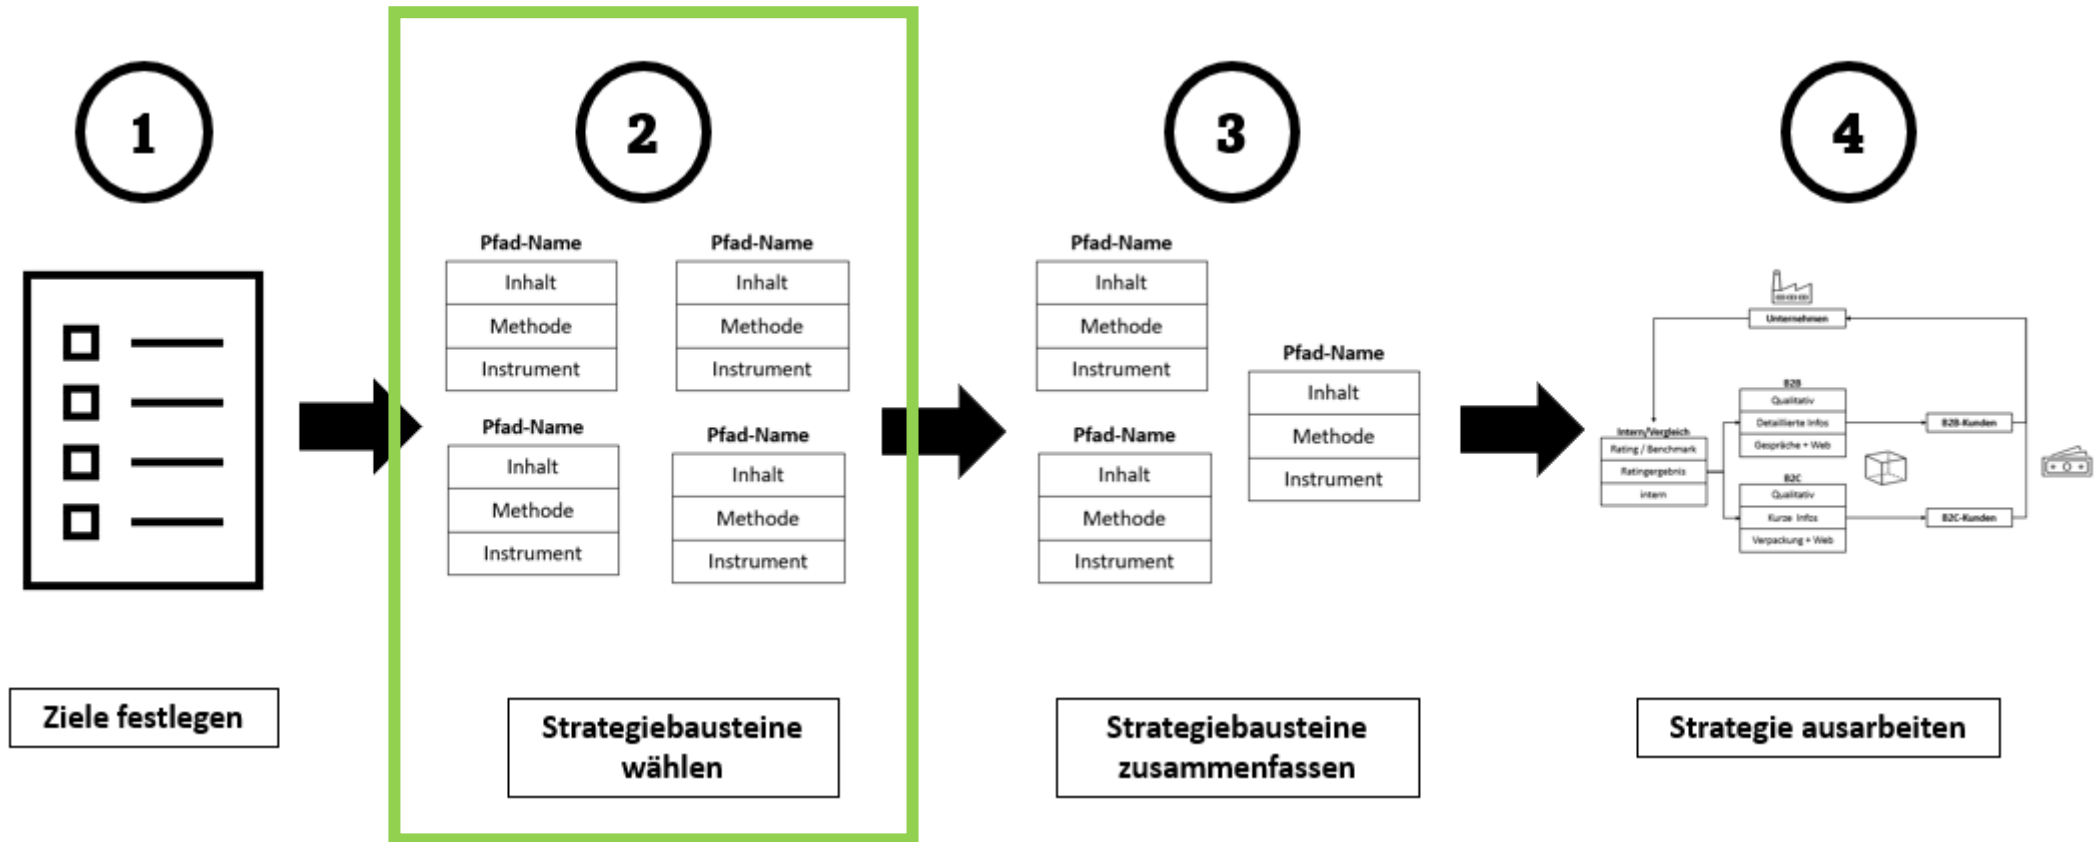 1
2
3
4
Pfad-Name
Inhalt
Methode
Instrument
Pfad-Name
Inhalt
Methode
Instrument
Pfad-Name
Inhalt
Methode
Instrument
Pfad-Name
Inhalt
Methode
Instrument
Pfad-Name
Inhalt
Methode
Instrument
Pfad-Name
Inhalt
Methode
Instrument
Pfad-Name
Inhalt
Methode
Instrument
Unternehmen
Intern/Vergleich
Rating / Benchmark
Ratingergebnis
intern
B2B
Qualitativ
Detaillierte Infos
Gespräche + Web
B2C
Qualitativ
Kurze Infos
Verpackung + Web
B2B-Kunden
B2C-Kunden
Ziele festlegen
Strategiebausteine
wählen
Strategiebausteine
zusammenfassen
Strategie ausarbeiten